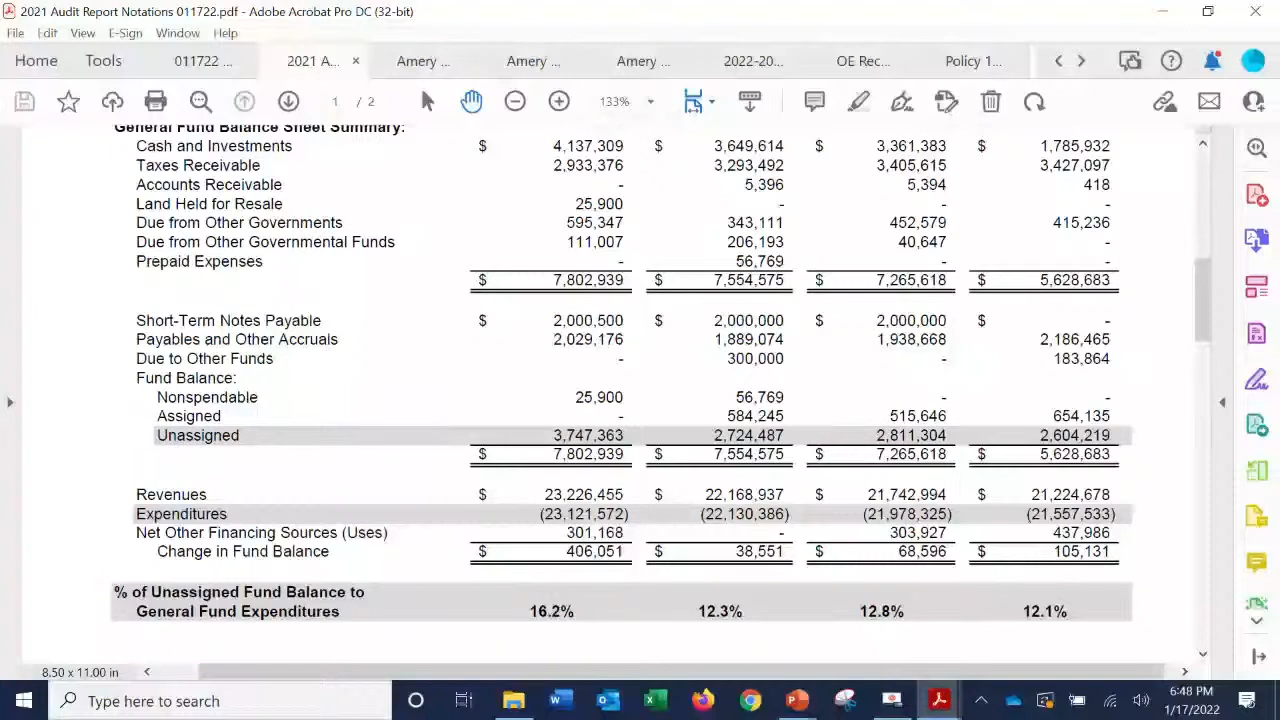 2021 Audit Report Notations 011722.pdf - Adobe Acrobat Pro DC (32-bit)
File Edit View E-Sign Window Help
Home Tools 011722 ... 2021 A... × Amery ... Amery ... Amery ... 2022-20... OE Rec... Policy 1...
1 / 2 133%
General Fund Balance Sheet Summary:
Cash and Investments $ 4,137,309 $ 3,649,614 $ 3,361,383 $ 1,785,932
Taxes Receivable 2,933,376 3,293,492 3,405,615 3,427,097
Accounts Receivable - 5,396 5,394 418
Land Held for Resale 25,900 - - -
Due from Other Governments 595,347 343,111 452,579 415,236
Due from Other Governmental Funds 111,007 206,193 40,647 -
Prepaid Expenses - 56,769 - -
$ 7,802,939 $ 7,554,575 $ 7,265,618 $ 5,628,683
Short-Term Notes Payable $ 2,000,500 $ 2,000,000 $ 2,000,000 $ -
Payables and Other Accruals 2,029,176 1,889,074 1,938,668 2,186,465
Due to Other Funds - 300,000 - 183,864
Fund Balance:
Nonspendable 25,900 56,769 - -
Assigned - 584,245 515,646 654,135
Unassigned 3,747,363 2,724,487 2,811,304 2,604,219
$ 7,802,939 $ 7,554,575 $ 7,265,618 $ 5,628,683
Revenues $ 23,226,455 $ 22,168,937 $ 21,742,994 $ 21,224,678
Expenditures (23,121,572) (22,130,386) (21,978,325) (21,557,533)
Net Other Financing Sources (Uses) 301,168 - 303,927 437,986
Change in Fund Balance $ 406,051 $ 38,551 $ 68,596 $ 105,131
% of Unassigned Fund Balance to
General Fund Expenditures 16.2% 12.3% 12.8% 12.1%
8.50 x 11.00 in
Type here to search
6:48 PM
1/17/2022